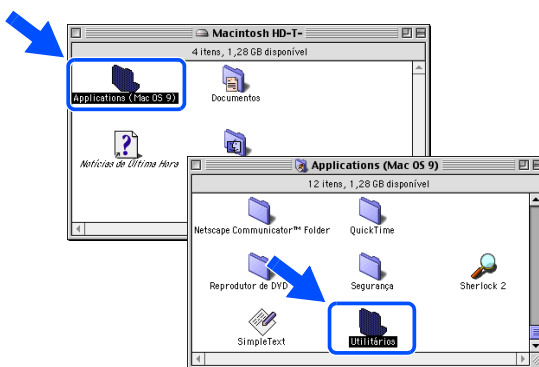 Macintosh HD-T-
4 itens, 1,28 GB disponível
Applications (Mac OS 9)
Documentos
Notícias de Última Hora
Applications (Mac OS 9)
12 itens, 1,28 GB disponível
Netscape Communicator™ Folder
QuickTime
Reprodutor de DVD
Segurança
Sherlock 2
SimpleText
Utilitários